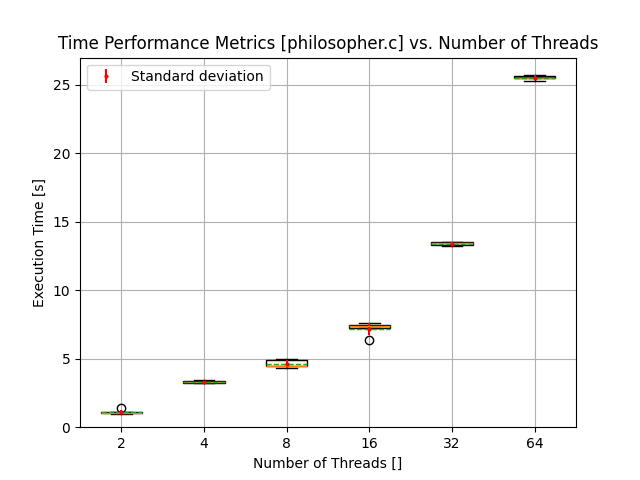 Time Performance Metrics [philosopher.c] vs. Number of Threads
Standard deviation
25
20
15
10
5
0
Execution Time [s]
2 4 8 16 32 64
Number of Threads []